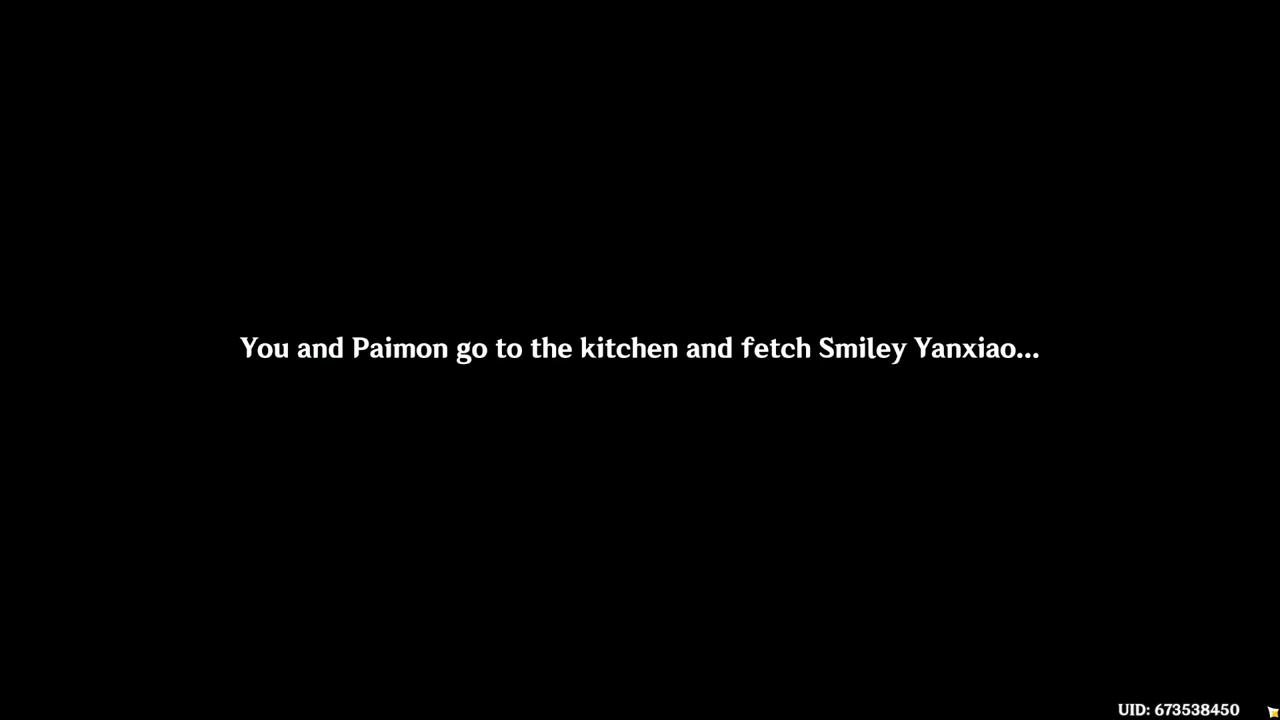 You and Paimon go to the kitchen and fetch Smiley Yanxiao...
UID: 673538450